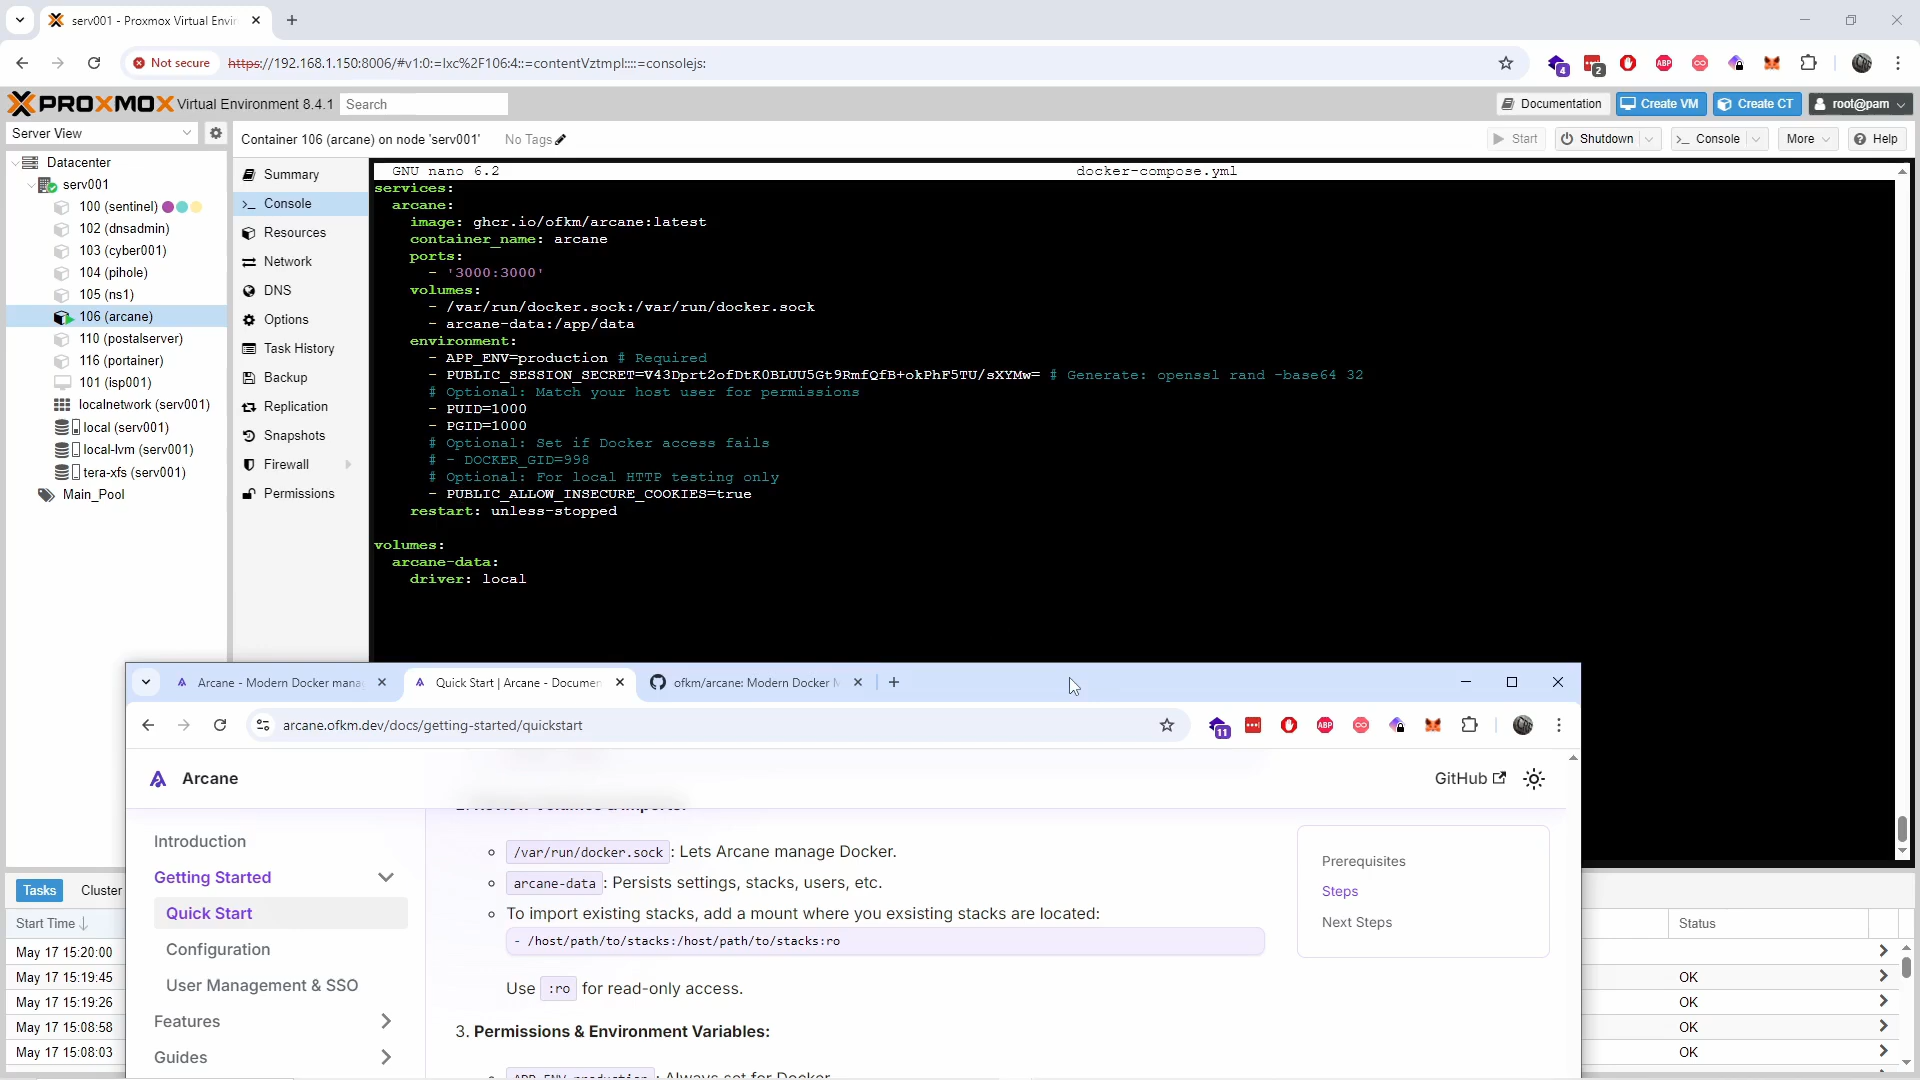 serv001 - Proxmox Virtual Envir
Not secure
https://192.168.1.150:8006/#v1:0:=lxc%2F106:4::=contentVztmpl::::=consolejs:
4
2
ABP
PROXMOX Virtual Environment 8.4.1
Search
Documentation
Create VM
Create CT
root@pam
Server View
Container 106 (arcane) on node 'serv001'
No Tags
Start
Shutdown
Console
More
Help
Datacenter
serv001
100 (sentinel)
102 (dnsadmin)
103 (cyber001)
104 (pihole)
105 (ns1)
106 (arcane)
110 (postalserver)
116 (portainer)
101 (isp001)
localnetwork (serv001)
local (serv001)
local-lvm (serv001)
tera-xfs (serv001)
Main_Pool
Summary
Console
Resources
Network
DNS
Options
Task History
Backup
Replication
Snapshots
Firewall
Permissions
GNU nano 6.2
docker-compose.yml
services:
arcane:
image: ghcr.io/ofkm/arcane:latest
container_name: arcane
ports:
- '3000:3000'
volumes:
- /var/run/docker.sock:/var/run/docker.sock
- arcane-data:/app/data
environment:
- APP_ENV=production # Required
- PUBLIC_SESSION_SECRET=V43Dprt2ofDtK0BLUU5Gt9RmfQfB+okPhF5TU/sXYMw= # Generate: openssl rand -base64 32
# Optional: Match your host user for permissions
- PUID=1000
- PGID=1000
# Optional: Set if Docker access fails
# - DOCKER_GID=998
# Optional: For local HTTP testing only
- PUBLIC_ALLOW_INSECURE_COOKIES=true
restart: unless-stopped
volumes:
arcane-data:
driver: local
Arcane - Modern Docker mana
Quick Start | Arcane - Documen
ofkm/arcane: Modern Docker M
arcane.ofkm.dev/docs/getting-started/quickstart
11
ABP
Arcane
GitHub
Introduction
Getting Started
Quick Start
Configuration
User Management & SSO
Features
Guides
/var/run/docker.sock : Lets Arcane manage Docker.
arcane-data : Persists settings, stacks, users, etc.
To import existing stacks, add a mount where you exsisting stacks are located:
- /host/path/to/stacks:/host/path/to/stacks:ro
Use :ro for read-only access.
3. Permissions & Environment Variables:
Prerequisites
Steps
Next Steps
Tasks
Cluster
Start Time
Status
May 17 15:20:00
May 17 15:19:45
OK
May 17 15:19:26
OK
May 17 15:08:58
OK
May 17 15:08:03
OK